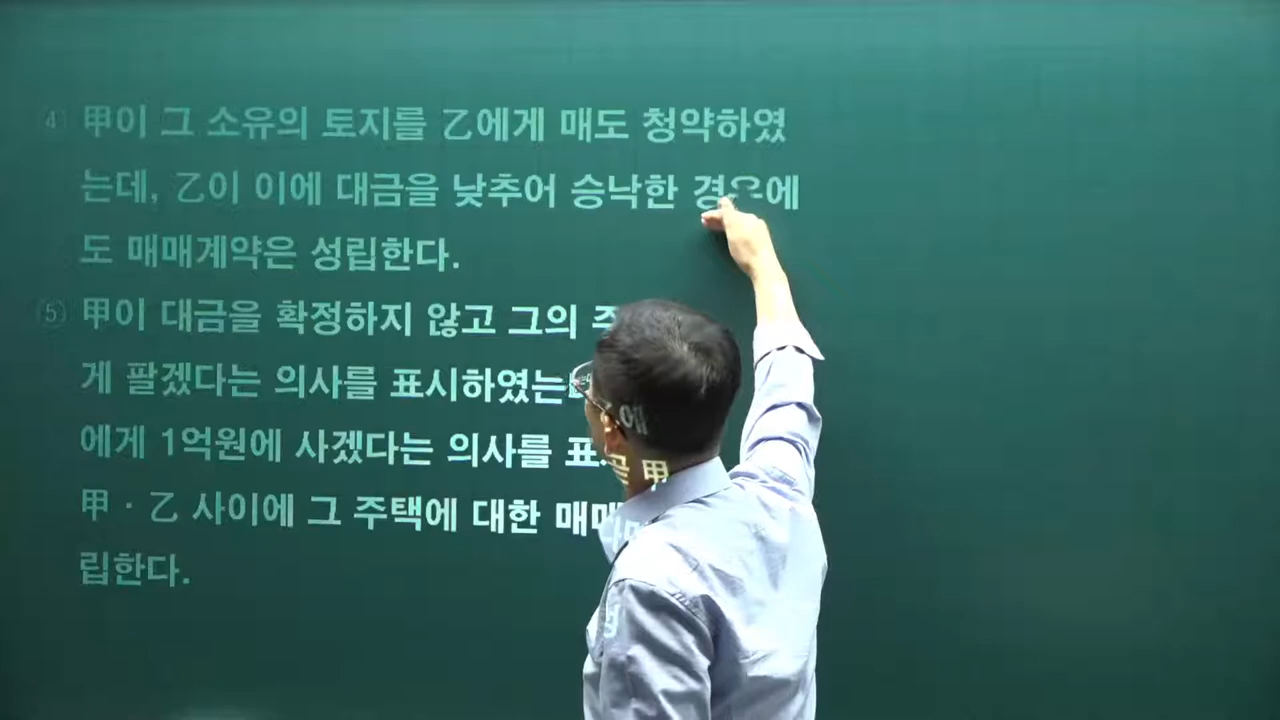 ④ 甲이 그 소유의 토지를 乙에게 매도 청약하였
는데, 乙이 이에 대금을 낮추어 승낙한 경우에
도 매매계약은 성립한다.
⑤ 甲이 대금을 확정하지 않고 그의
게 팔겠다는 의사를 표시하였는데
에게 1억원에 사겠다는 의사를
甲·乙 사이에 그 주택에 대한
립한다.